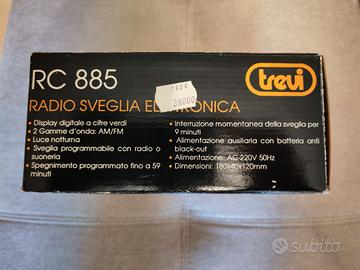 RC 885
trevi
1024
39000
RADIO SVEGLIA ELETTRONICA
• Display digitale a cifre verdi
• 2 Gamme d'onda: AM/FM
• Luce notturna
• Sveglia programmabile con radio o
suoneria
• Spegnimento programmato fino a 59
minuti
• Interruzione momentanea della sveglia per
9 minuti
• Alimentazione ausiliaria con batteria anti
black-out
• Alimentazione: AC 220V 50Hz
• Dimensioni: 180x40x120mm
subito